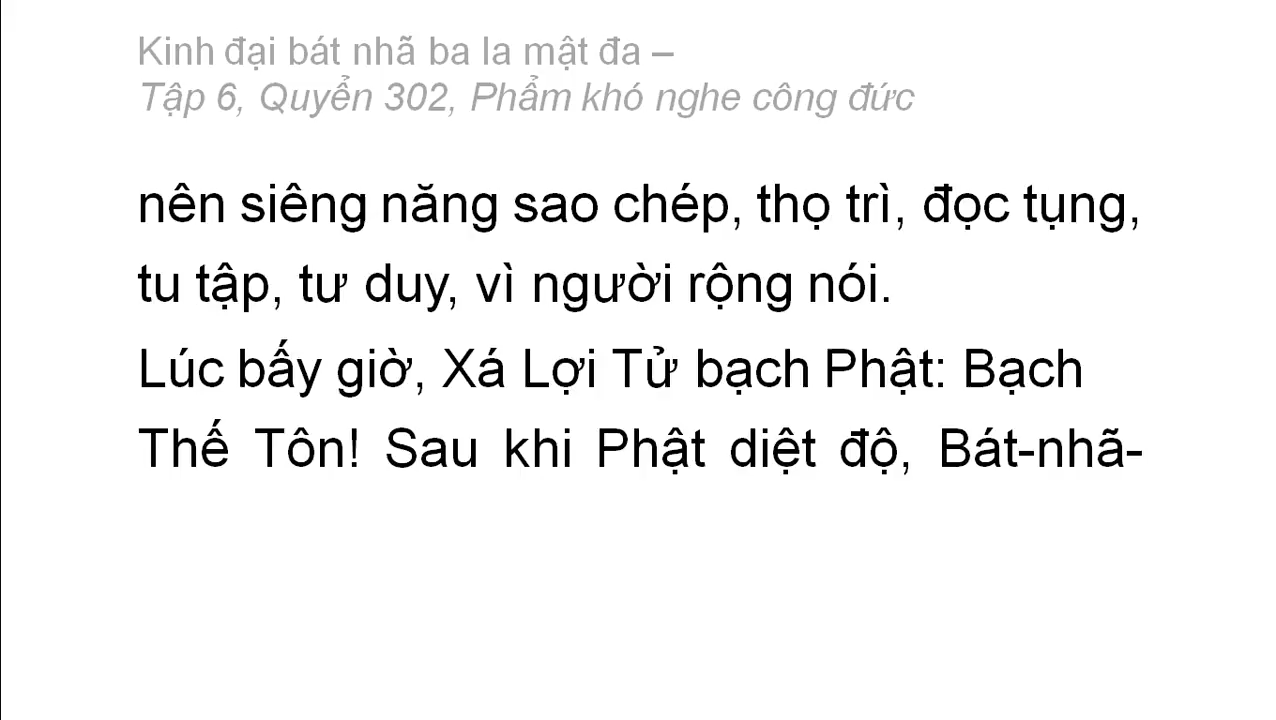 Kinh đại bát nhã ba la mật đa –
Tập 6, Quyển 302, Phẩm khó nghe công đức
nên siêng năng sao chép, thọ trì, đọc tụng,
tu tập, tư duy, vì người rộng nói.
Lúc bấy giờ, Xá Lợi Tử bạch Phật: Bạch
Thế Tôn! Sau khi Phật diệt độ, Bát-nhã-